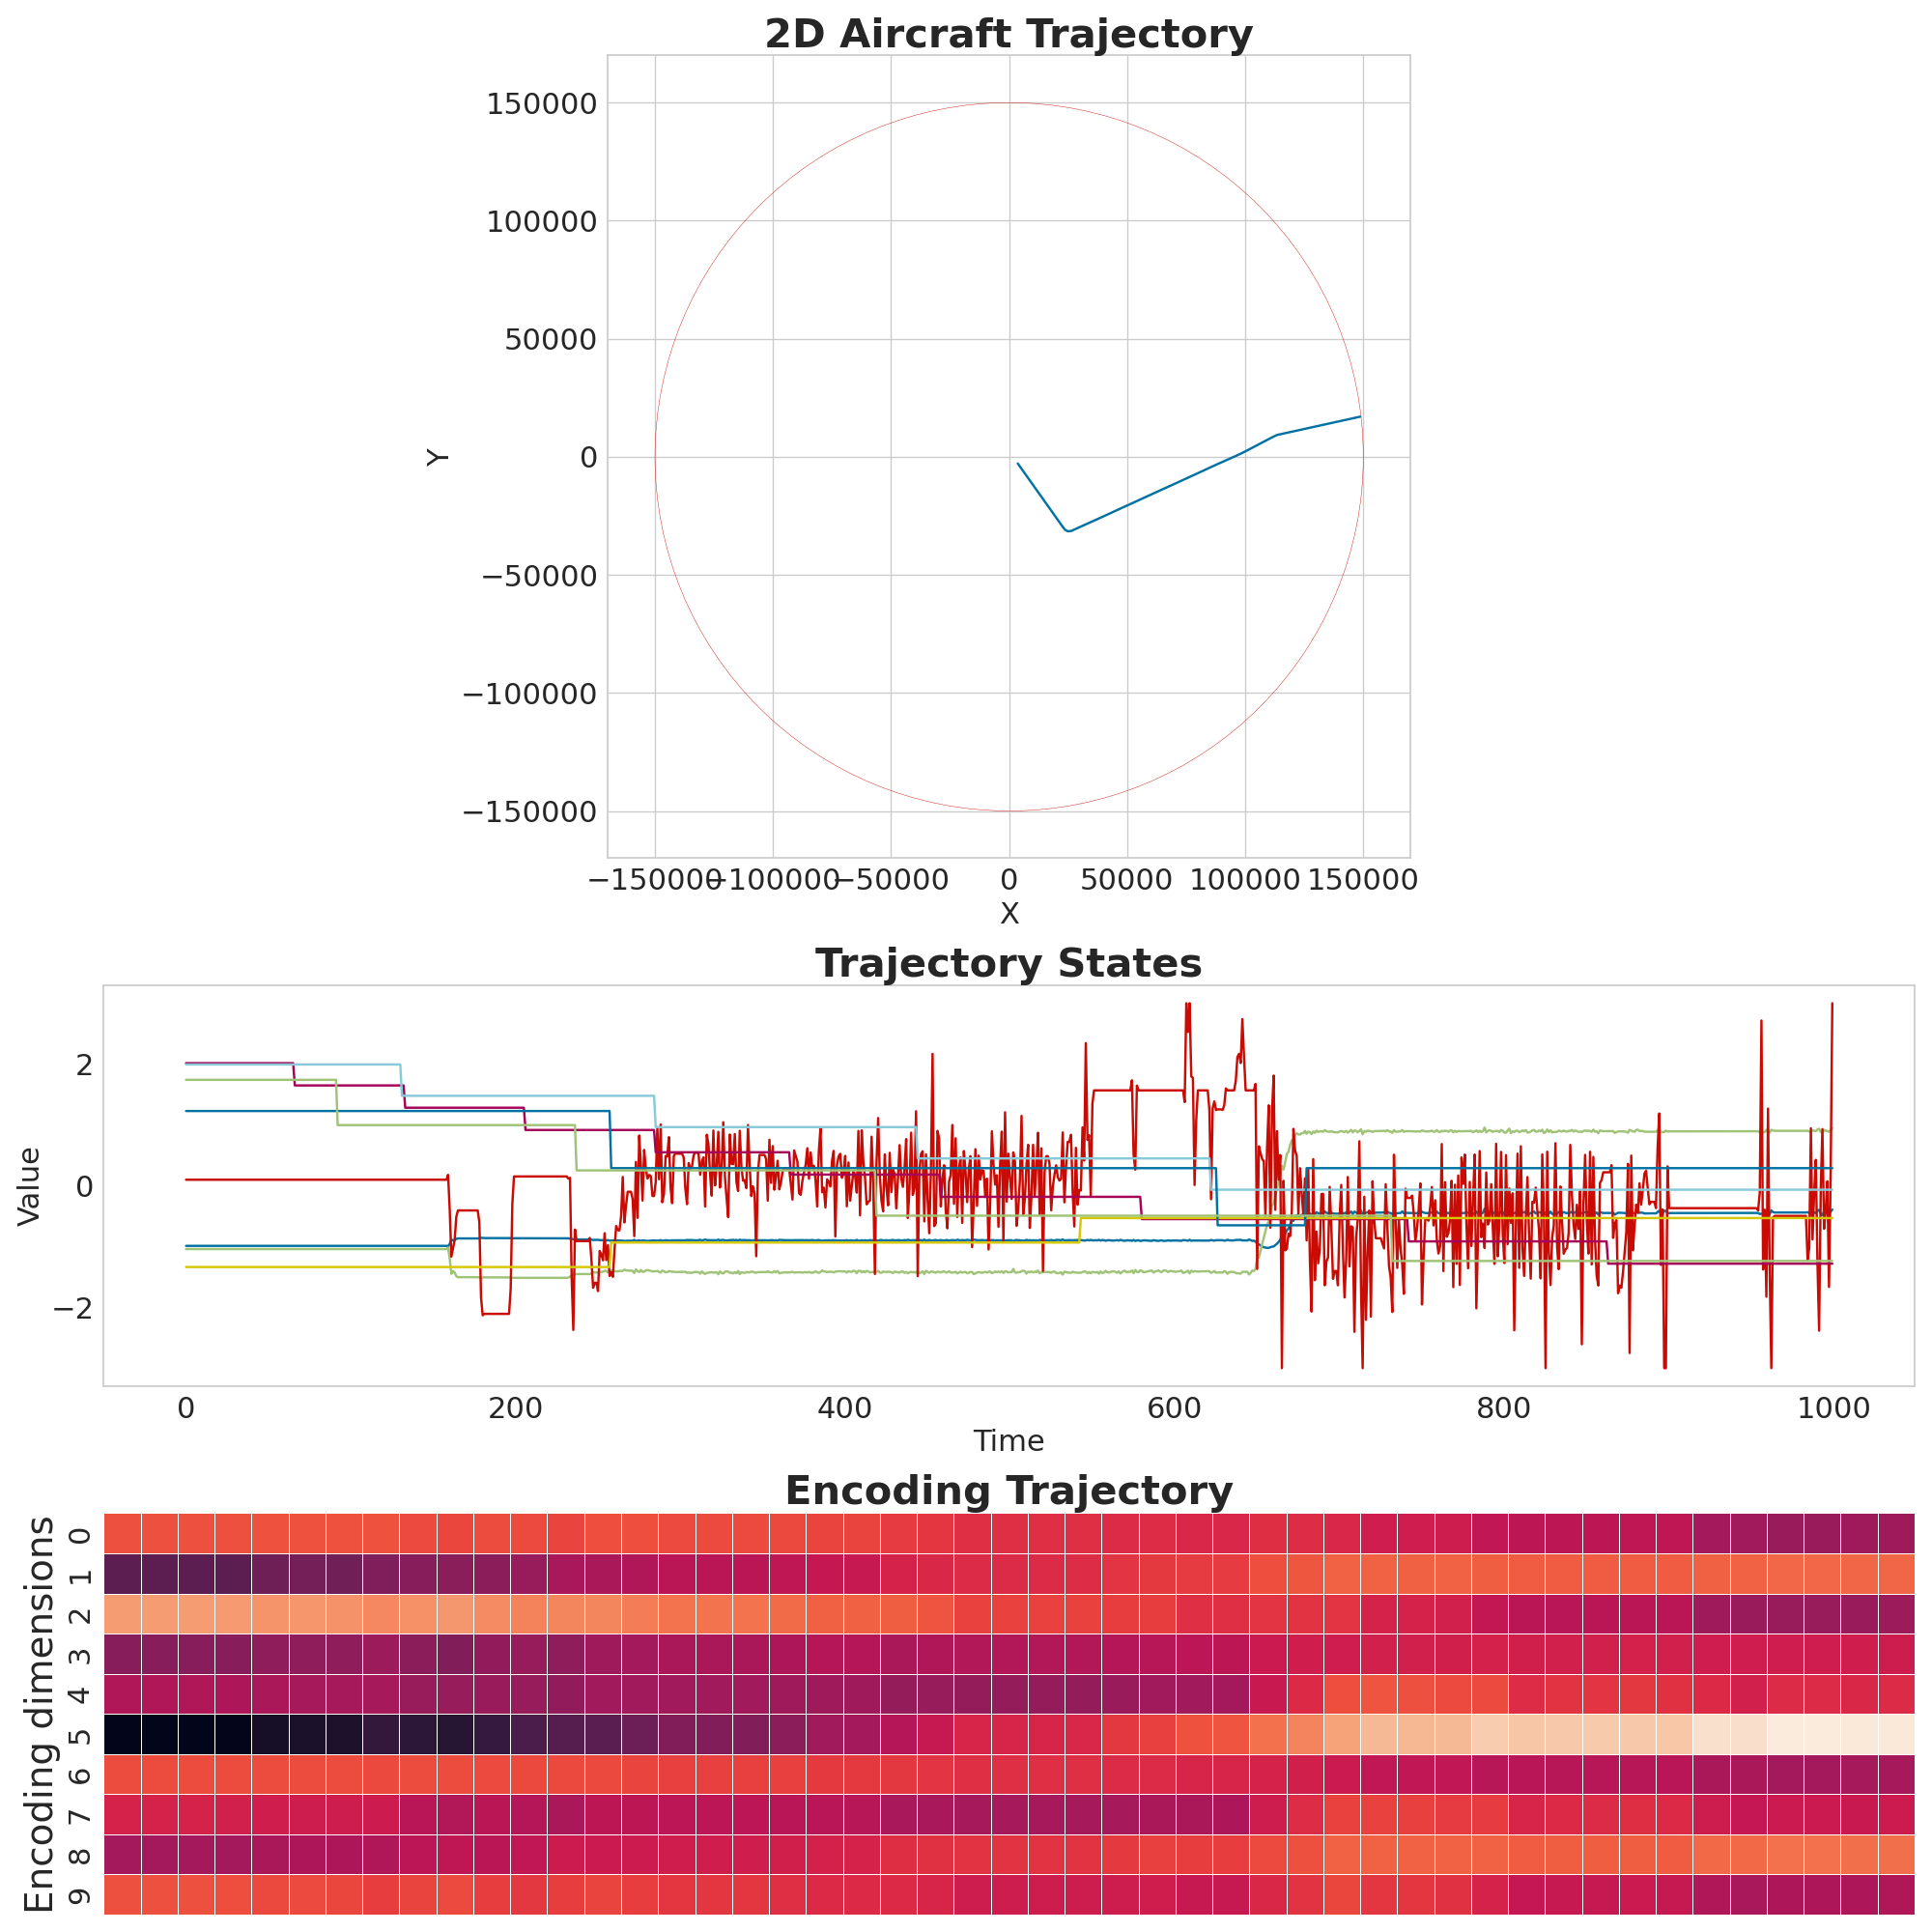 2D Aircraft Trajectory
150000
100000
50000
0
−50000
−100000
−150000
Y
−150000 −100000 −50000 0 50000 100000 150000
X
Trajectory States
2
0
−2
Value
0 200 400 600 800 1000
Time
Encoding Trajectory
Encoding dimensions
0
1
2
3
4
5
6
7
8
9